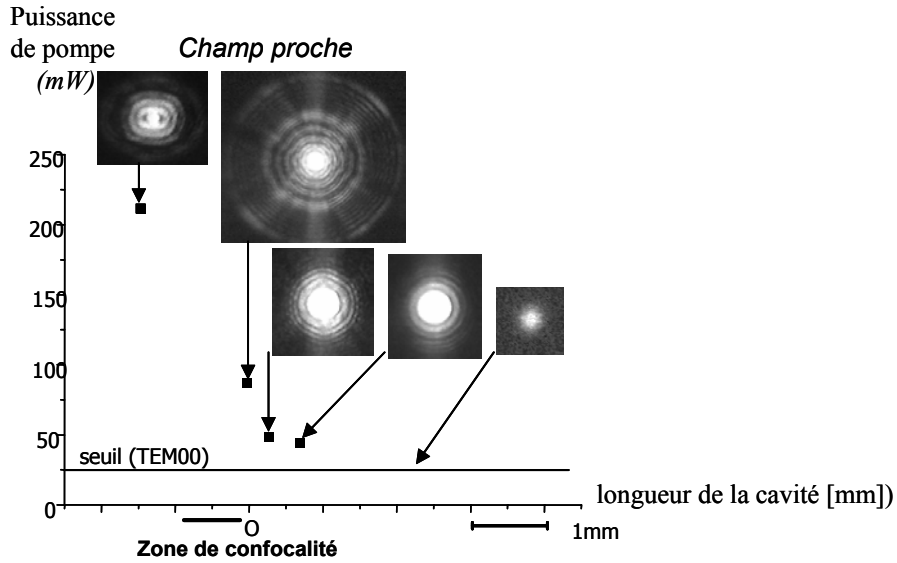 Puissance
de pompe
(mW)
Champ proche
250
200
150
100
50
seuil (TEM00)
0
longueur de la cavité [mm])
O
1mm
Zone de confocalité